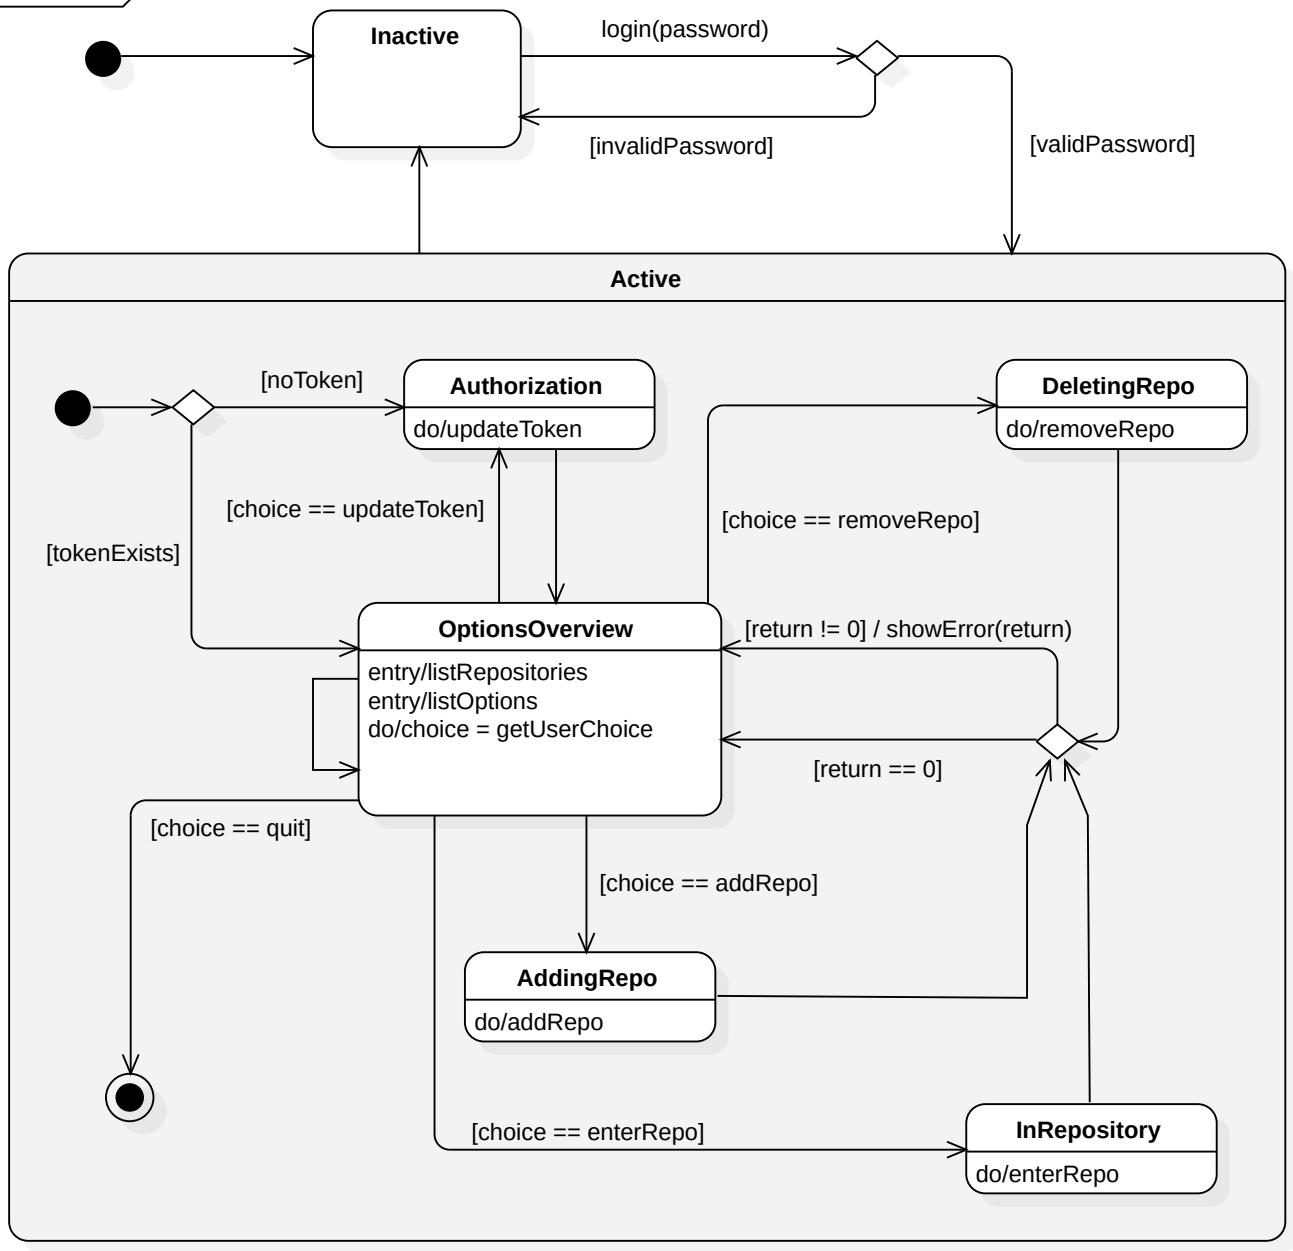 Inactive
login(password)
[invalidPassword]
[validPassword]
Active
[noToken]
Authorization
do/updateToken
DeletingRepo
do/removeRepo
[choice == updateToken]
[choice == removeRepo]
[tokenExists]
OptionsOverview
entry/listRepositories
entry/listOptions
do/choice = getUserChoice
[return != 0] / showError(return)
[return == 0]
[choice == quit]
[choice == addRepo]
AddingRepo
do/addRepo
[choice == enterRepo]
InRepository
do/enterRepo